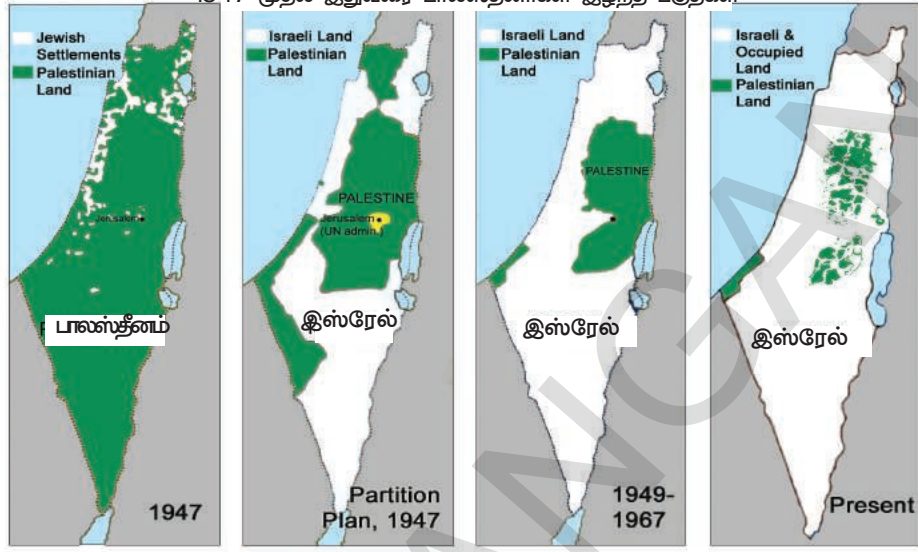 Jewish
Settlements
Palestinian
Land
Jerusalem
பாலஸ்தீனம்
1947
Israeli Land
Palestinian
Land
PALESTINE
Jerusalem
(UN admin.)
இஸ்ரேல்
Partition
Plan, 1947
Israeli Land
Palestinian
Land
PALESTINE
இஸ்ரேல்
1949-
1967
Israeli &
Occupied
Land
Palestinian
Land
இஸ்ரேல்
Present